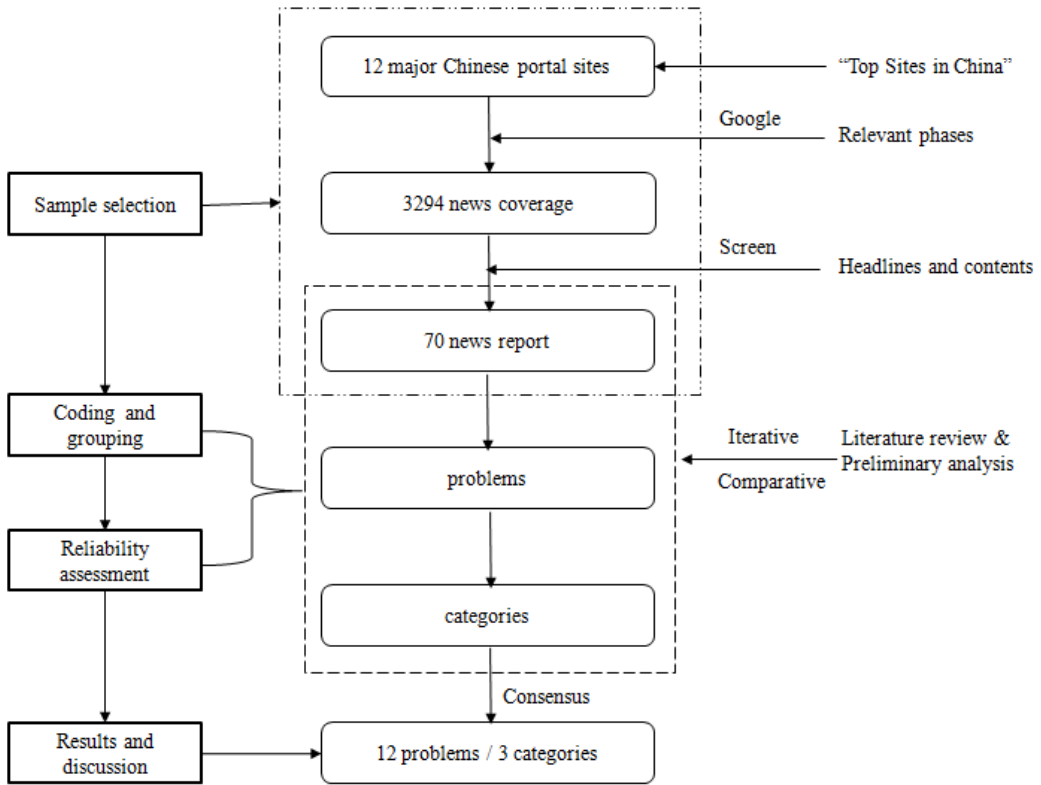 12 major Chinese portal sites
“Top Sites in China”
Google
Relevant phases
Sample selection
3294 news coverage
Screen
Headlines and contents
70 news report
Coding and
grouping
Iterative
Literature review &
Preliminary analysis
Comparative
problems
Reliability
assessment
categories
Consensus
Results and
discussion
12 problems / 3 categories